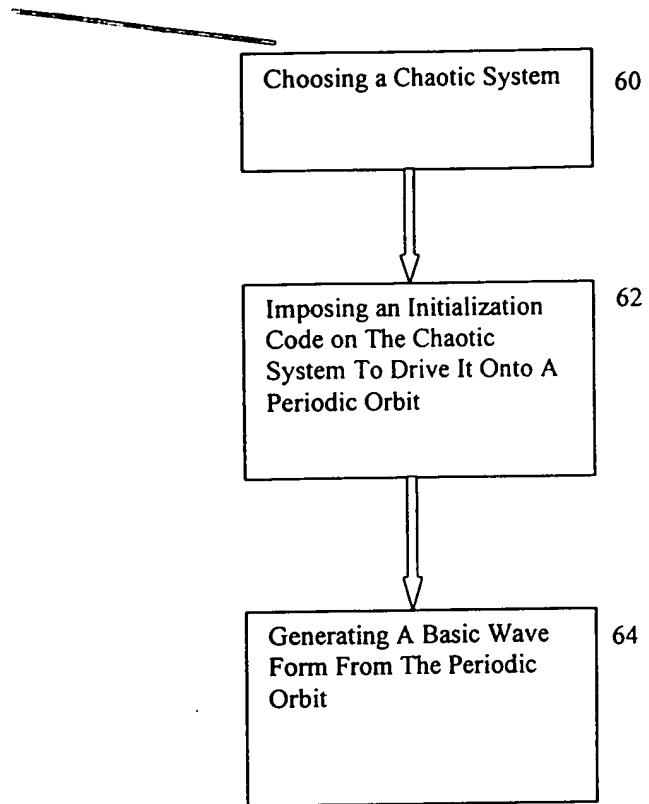 Choosing a Chaotic System 60
Imposing an Initialization 62
Code on The Chaotic
System To Drive It Onto A
Periodic Orbit
Generating A Basic Wave 64
Form From The Periodic
Orbit